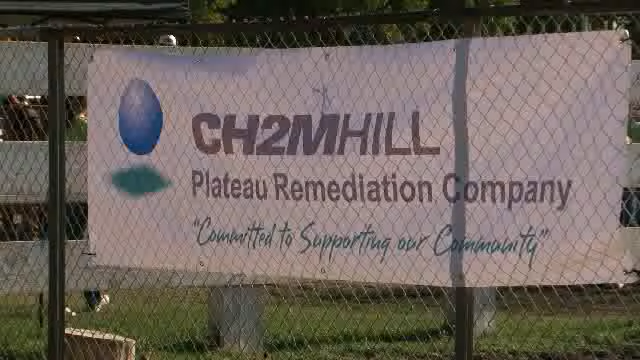 CH2MHILL
Plateau Remediation Company
"Committed to Supporting our Community"